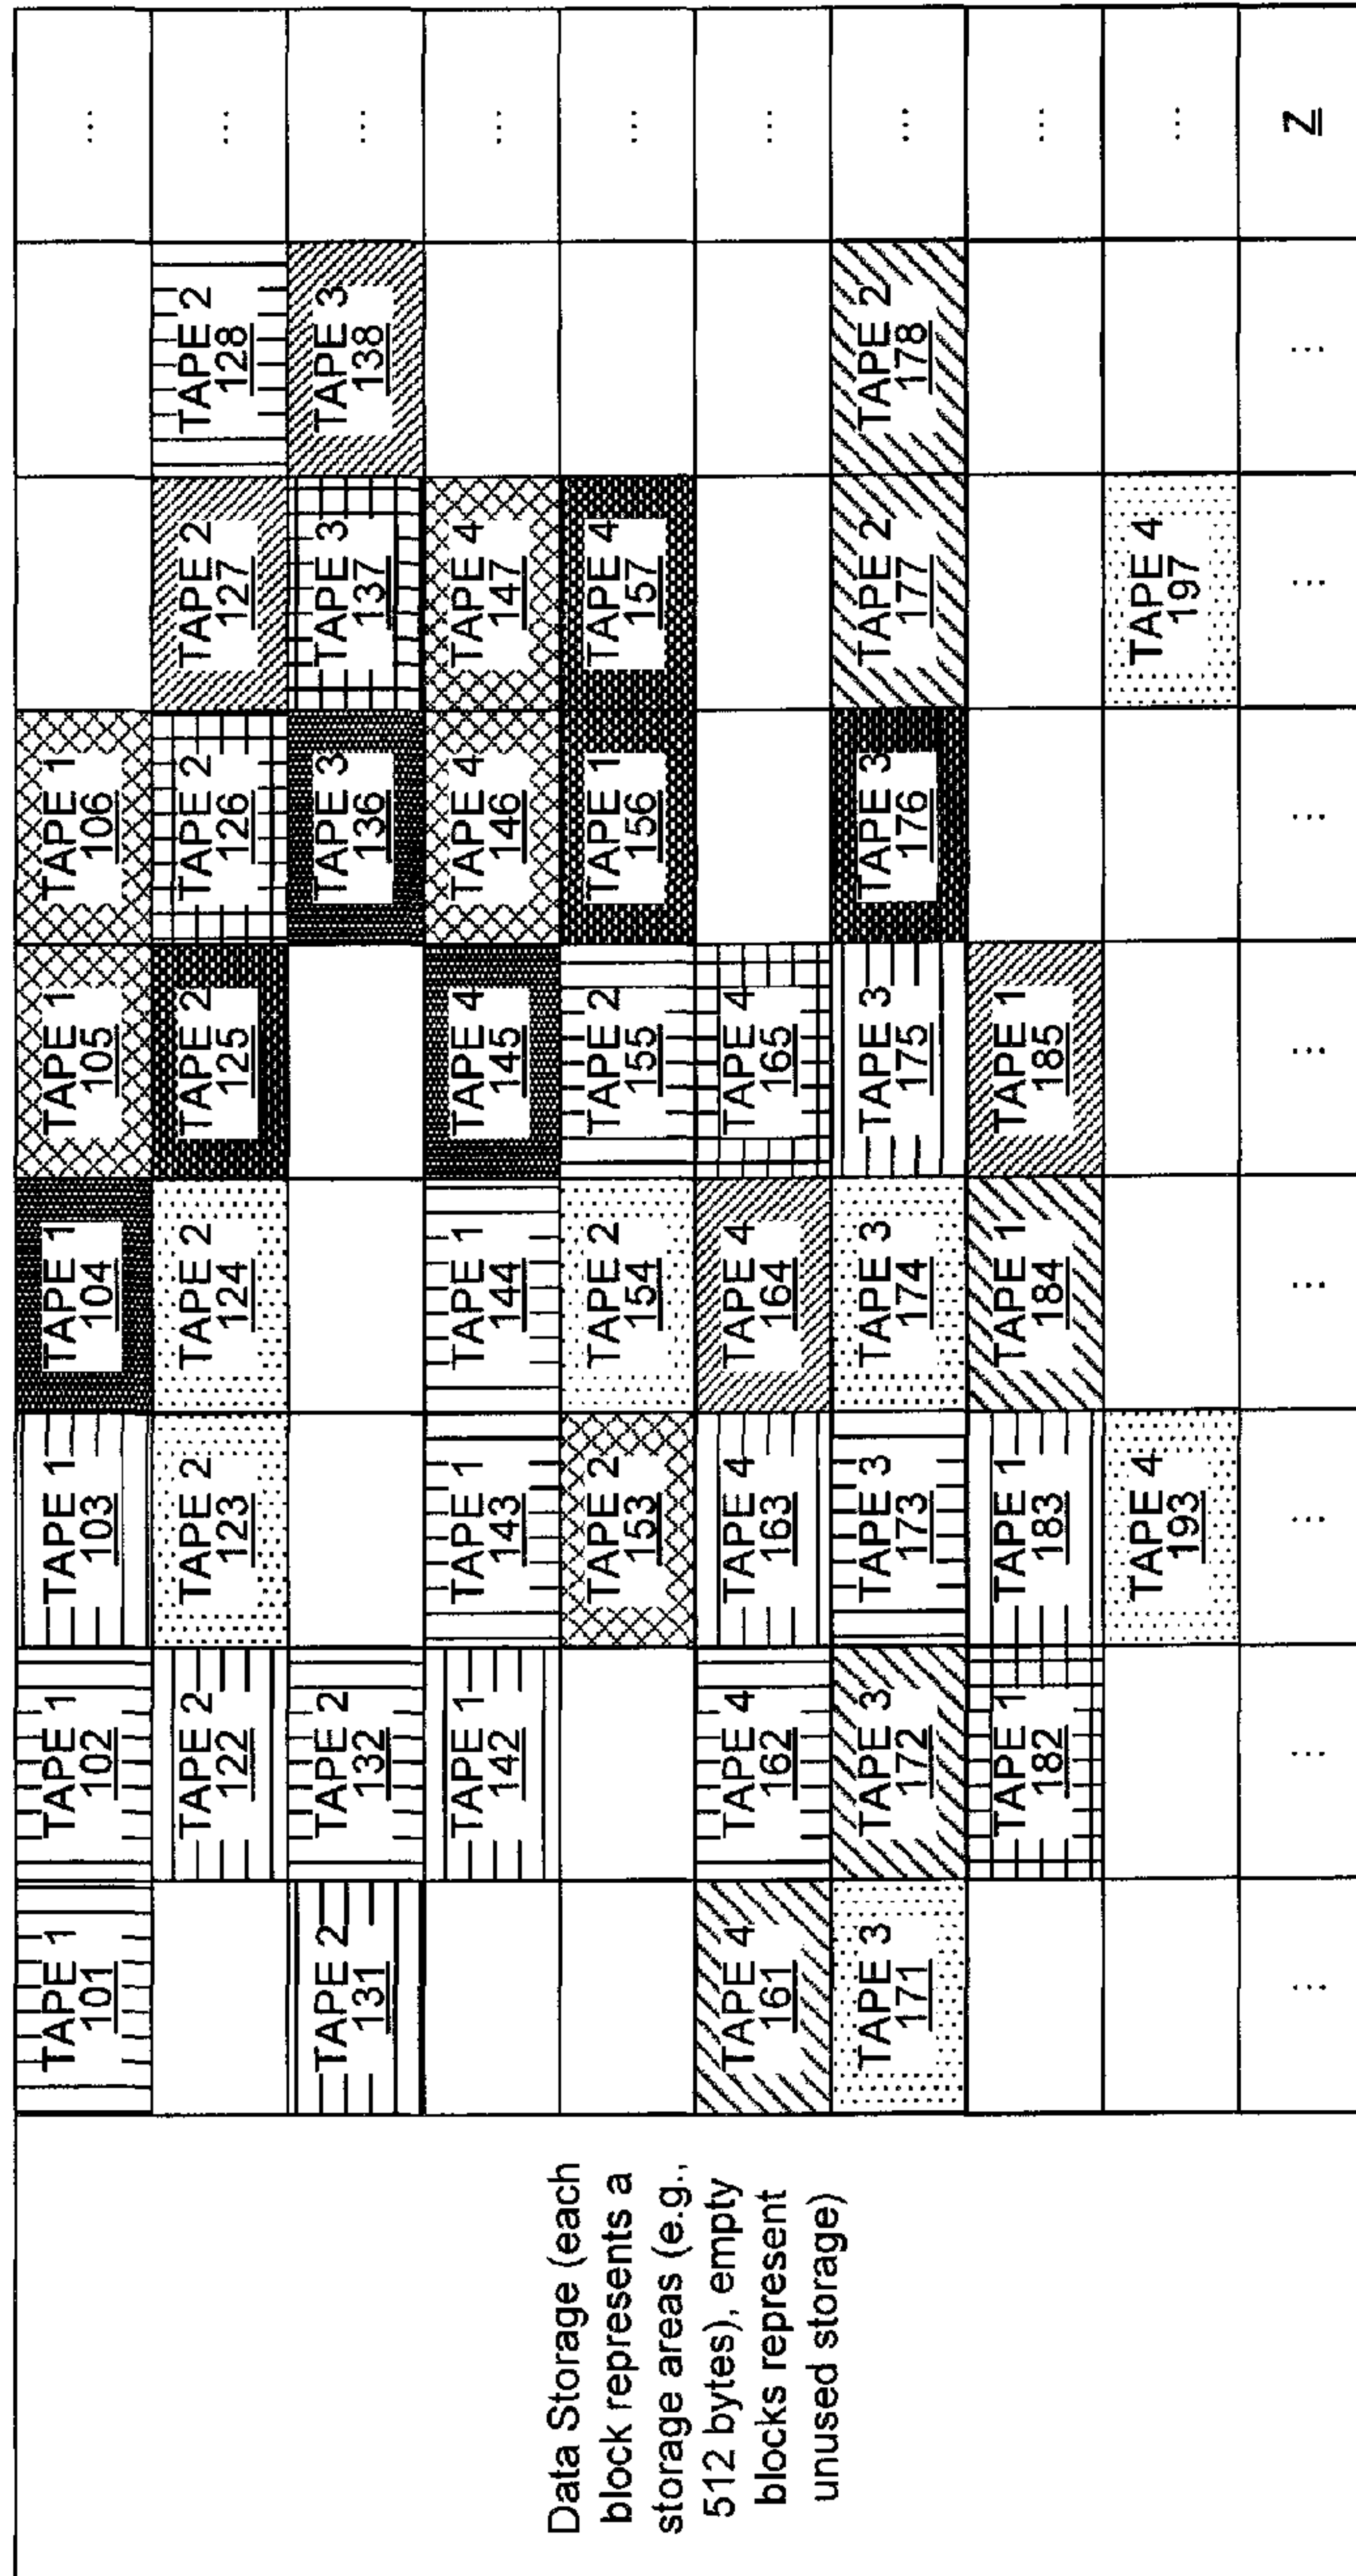 Data Storage (each
block represents a
storage areas (e.g.,
512 bytes), empty
blocks represent
unused storage)
TAPE 1
101
TAPE 1
102
TAPE 1
103
TAPE 1
104
TAPE 1
105
TAPE 1
106
...
TAPE 2
122
TAPE 2
123
TAPE 2
124
TAPE 2
125
TAPE 2
126
TAPE 2
127
TAPE 2
128
...
TAPE 2
131
TAPE 2
132
TAPE 3
136
TAPE 3
137
TAPE 3
138
...
TAPE 1
142
TAPE 1
143
TAPE 1
144
TAPE 4
145
TAPE 4
146
TAPE 4
147
...
TAPE 2
153
TAPE 2
154
TAPE 2
155
TAPE 1
156
TAPE 4
157
...
TAPE 4
161
TAPE 4
162
TAPE 4
163
TAPE 4
164
TAPE 4
165
...
TAPE 3
171
TAPE 3
172
TAPE 3
173
TAPE 3
174
TAPE 3
175
TAPE 3
176
TAPE 2
177
TAPE 2
178
...
TAPE 1
182
TAPE 1
183
TAPE 1
184
TAPE 1
185
...
TAPE 4
193
TAPE 4
197
...
... ... ... ... ... ... ... ... Z